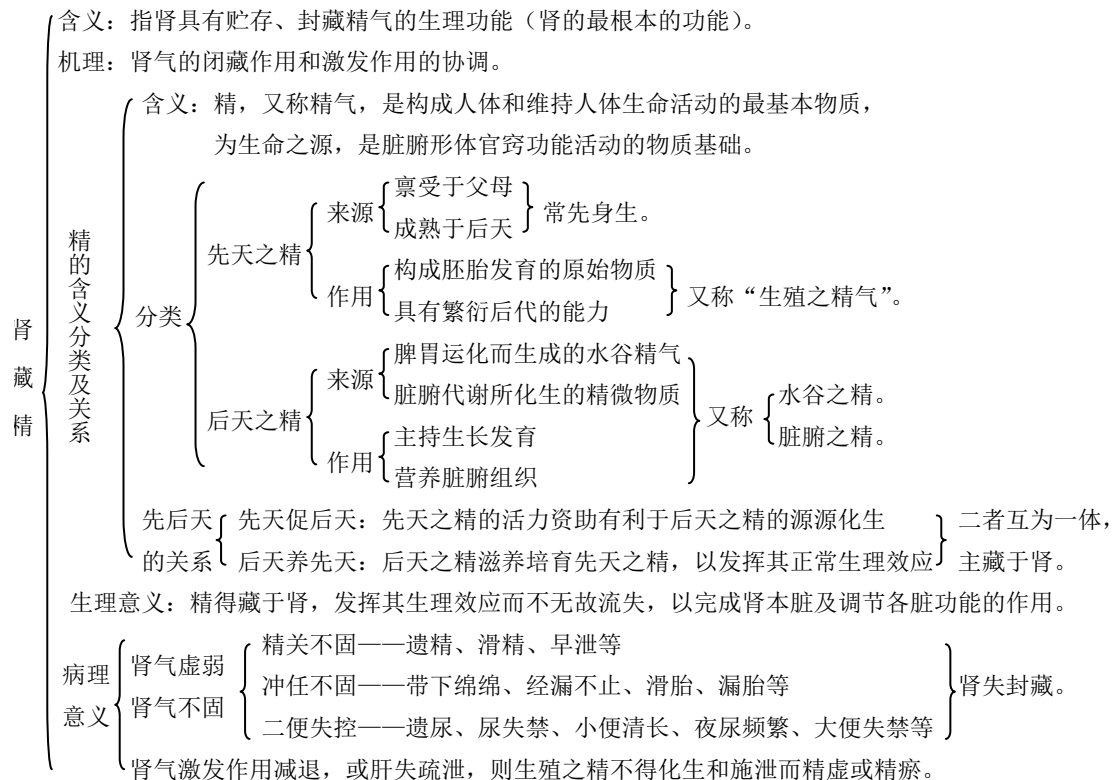 肾藏精
含义：指肾具有贮存、封藏精气的生理功能（肾的最根本的功能）。
机理：肾气的闭藏作用和激发作用的协调。
精的含义分类及关系
含义：精，又称精气，是构成人体和维持人体生命活动的最基本物质，
为生命之源，是脏腑形体官窍功能活动的物质基础。
分类
先天之精
来源
禀受于父母
成熟于后天
常先身生。
作用
构成胚胎发育的原始物质
具有繁衍后代的能力
又称“生殖之精气”。
后天之精
来源
脾胃运化而生成的水谷精气
脏腑代谢所化生的精微物质
作用
主持生长发育
营养脏腑组织
又称
水谷之精。
脏腑之精。
先后天
的关系
先天促后天：先天之精的活力资助有利于后天之精的源源化生
后天养先天：后天之精滋养培育先天之精，以发挥其正常生理效应
二者互为一体，
主藏于肾。
生理意义：精得藏于肾，发挥其生理效应而不无故流失，以完成肾本脏及调节各脏功能的作用。
病理
意义
肾气虚弱
肾气不固
精关不固——遗精、滑精、早泄等
冲任不固——带下绵绵、经漏不止、滑胎、漏胎等
二便失控——遗尿、尿失禁、小便清长、夜尿频繁、大便失禁等
肾失封藏。
肾气激发作用减退，或肝失疏泄，则生殖之精不得化生和施泄而精虚或精瘀。